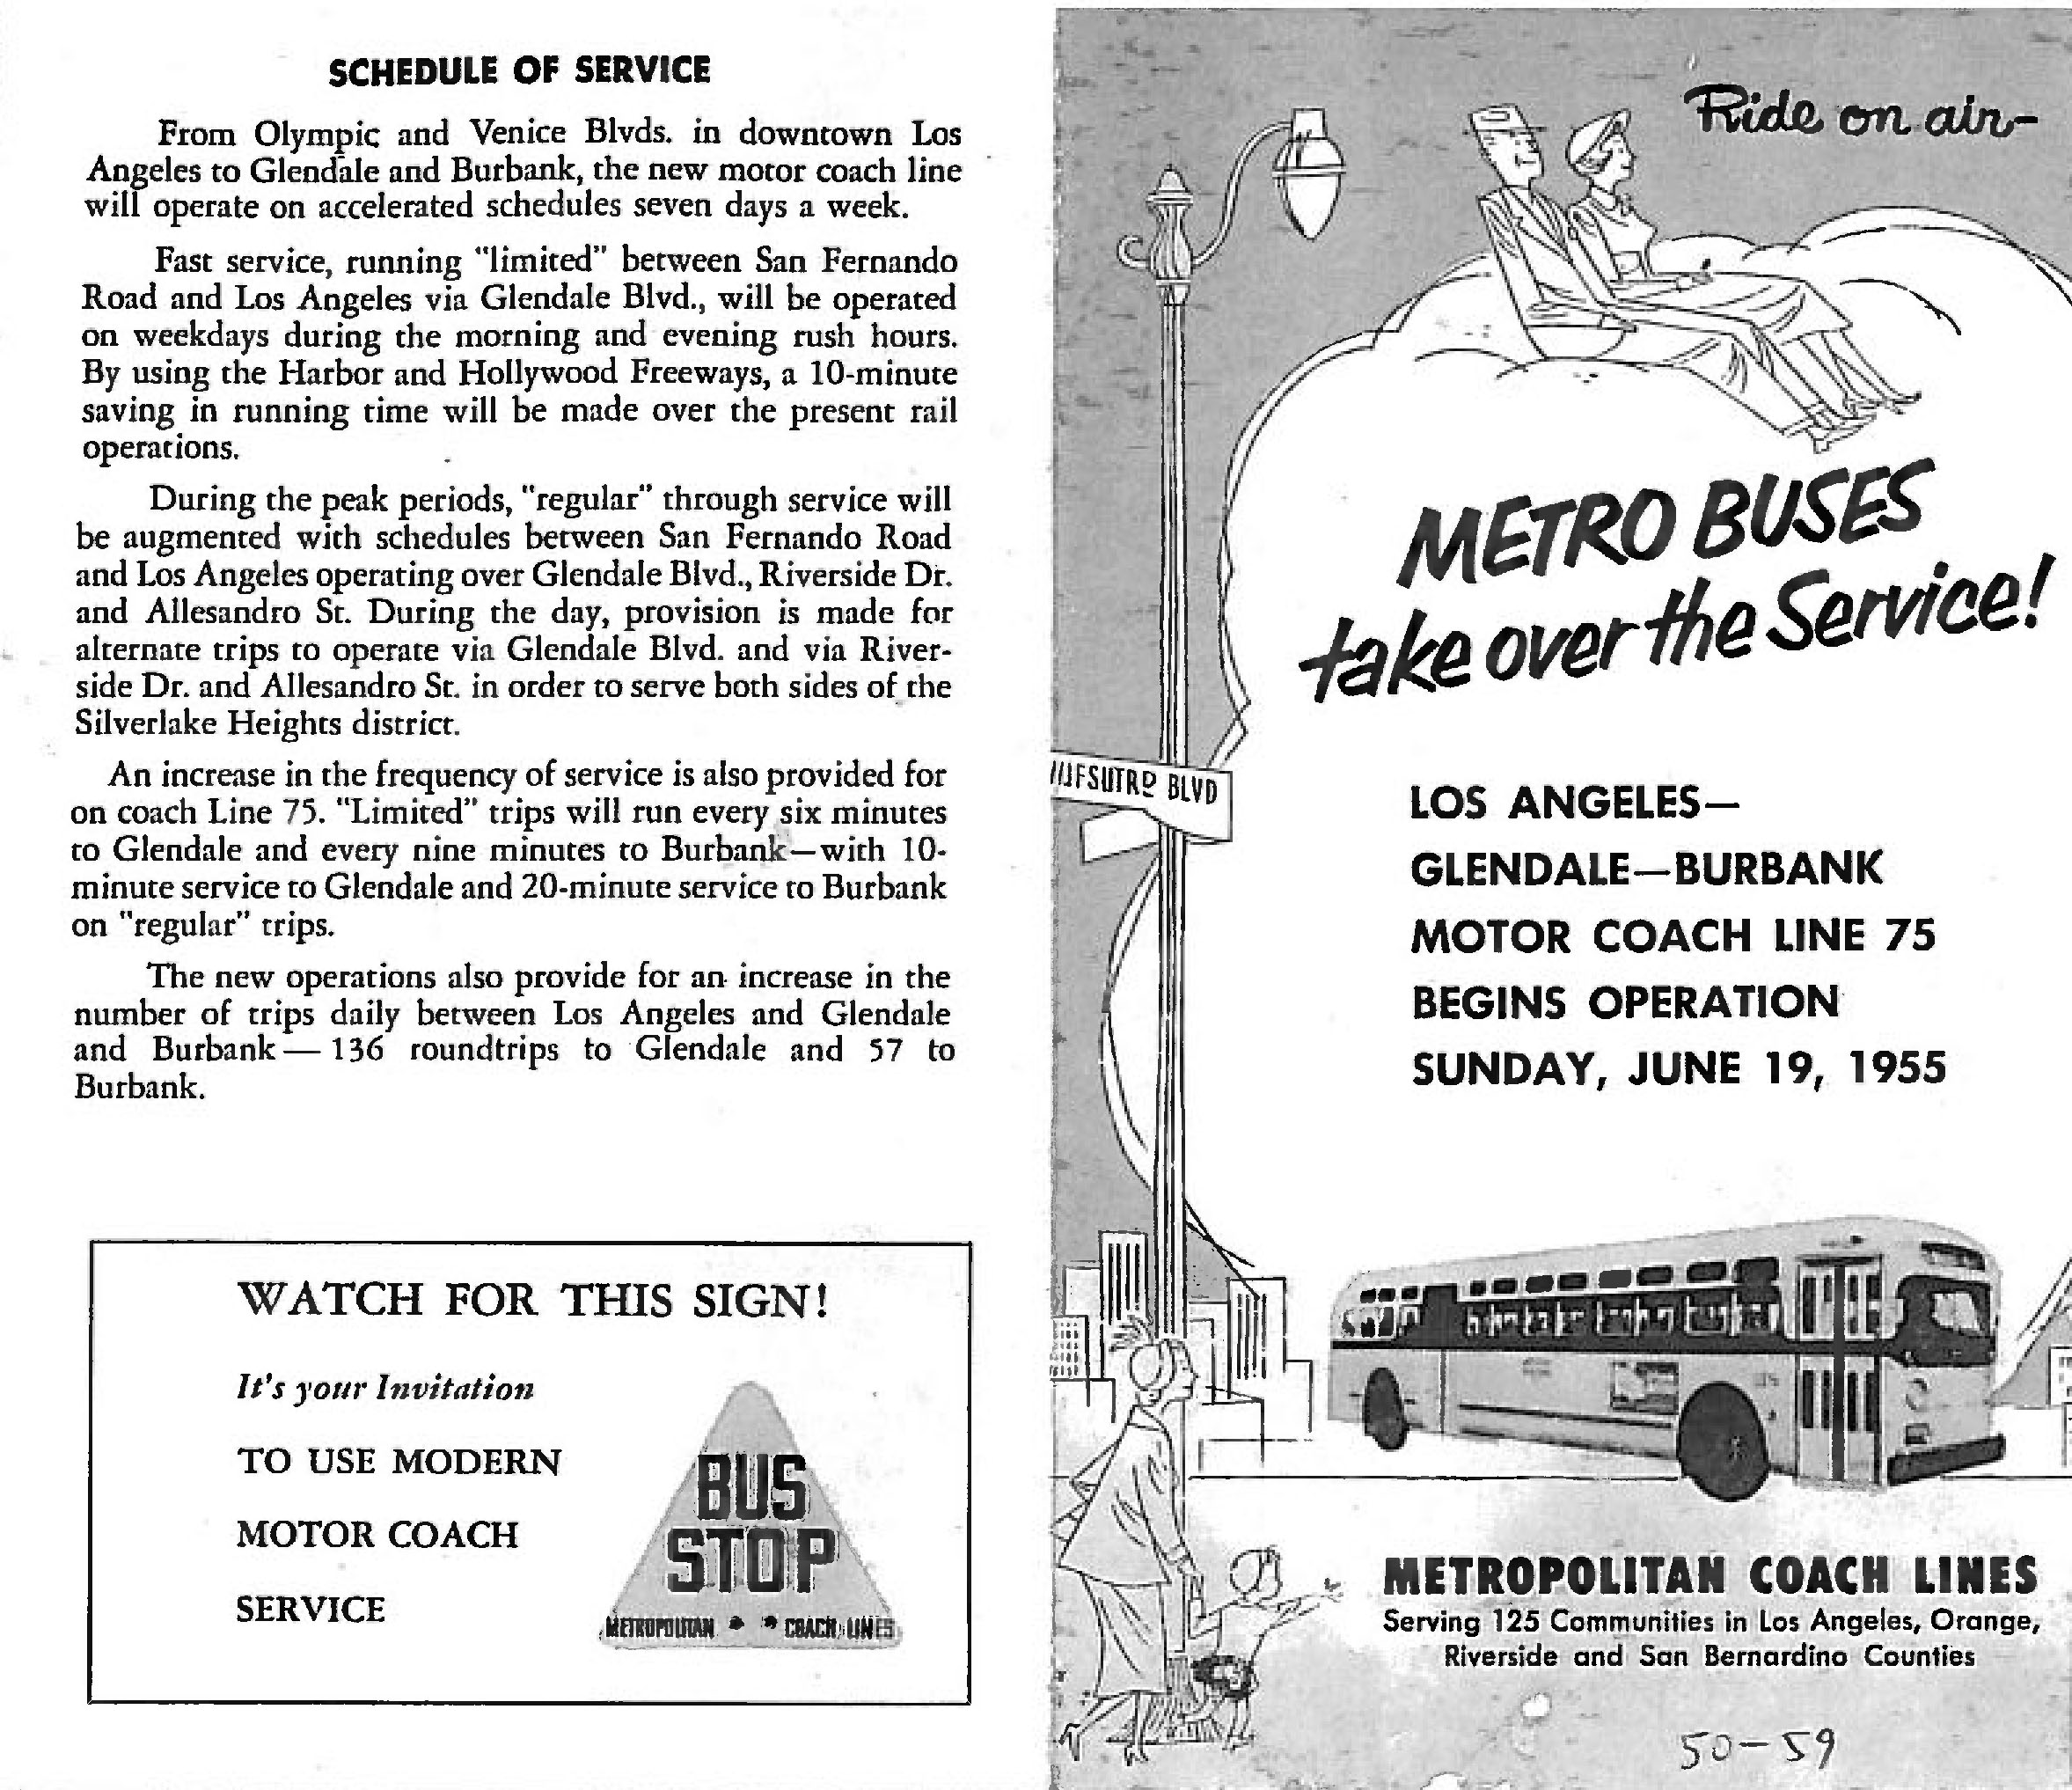 SCHEDULE OF SERVICE
From Olympic and Venice Blvds. in downtown Los
Angeles to Glendale and Burbank, the new motor coach line
will operate on accelerated schedules seven days a week.
Fast service, running "limited" between San Fernando
Road and Los Angeles via Glendale Blvd., will be operated
on weekdays during the morning and evening rush hours.
By using the Harbor and Hollywood Freeways, a 10-minute
saving in running time will be made over the present rail
operations.
During the peak periods, "regular" through service will
be augmented with schedules between San Fernando Road
and Los Angeles operating over Glendale Blvd., Riverside Dr.
and Allesandro St. During the day, provision is made for
alternate trips to operate via Glendale Blvd. and via River-
side Dr. and Allesandro St. in order to serve both sides of the
Silverlake Heights district.
An increase in the frequency of service is also provided for
on coach Line 75. "Limited" trips will run every six minutes
to Glendale and every nine minutes to Burbank—with 10-
minute service to Glendale and 20-minute service to Burbank
on "regular" trips.
The new operations also provide for an increase in the
number of trips daily between Los Angeles and Glendale
and Burbank — 136 roundtrips to Glendale and 57 to
Burbank.
WATCH FOR THIS SIGN!
It's your Invitation
TO USE MODERN
MOTOR COACH
SERVICE
BUS
STOP
METROPOLITAN COACH LINES
Ride on air-
METRO BUSES
take over the Service!
BLVD
LOS ANGELES—
GLENDALE—BURBANK
MOTOR COACH LINE 75
BEGINS OPERATION
SUNDAY, JUNE 19, 1955
METROPOLITAN COACH LINES
Serving 125 Communities in Los Angeles, Orange,
Riverside and San Bernardino Counties
50-59